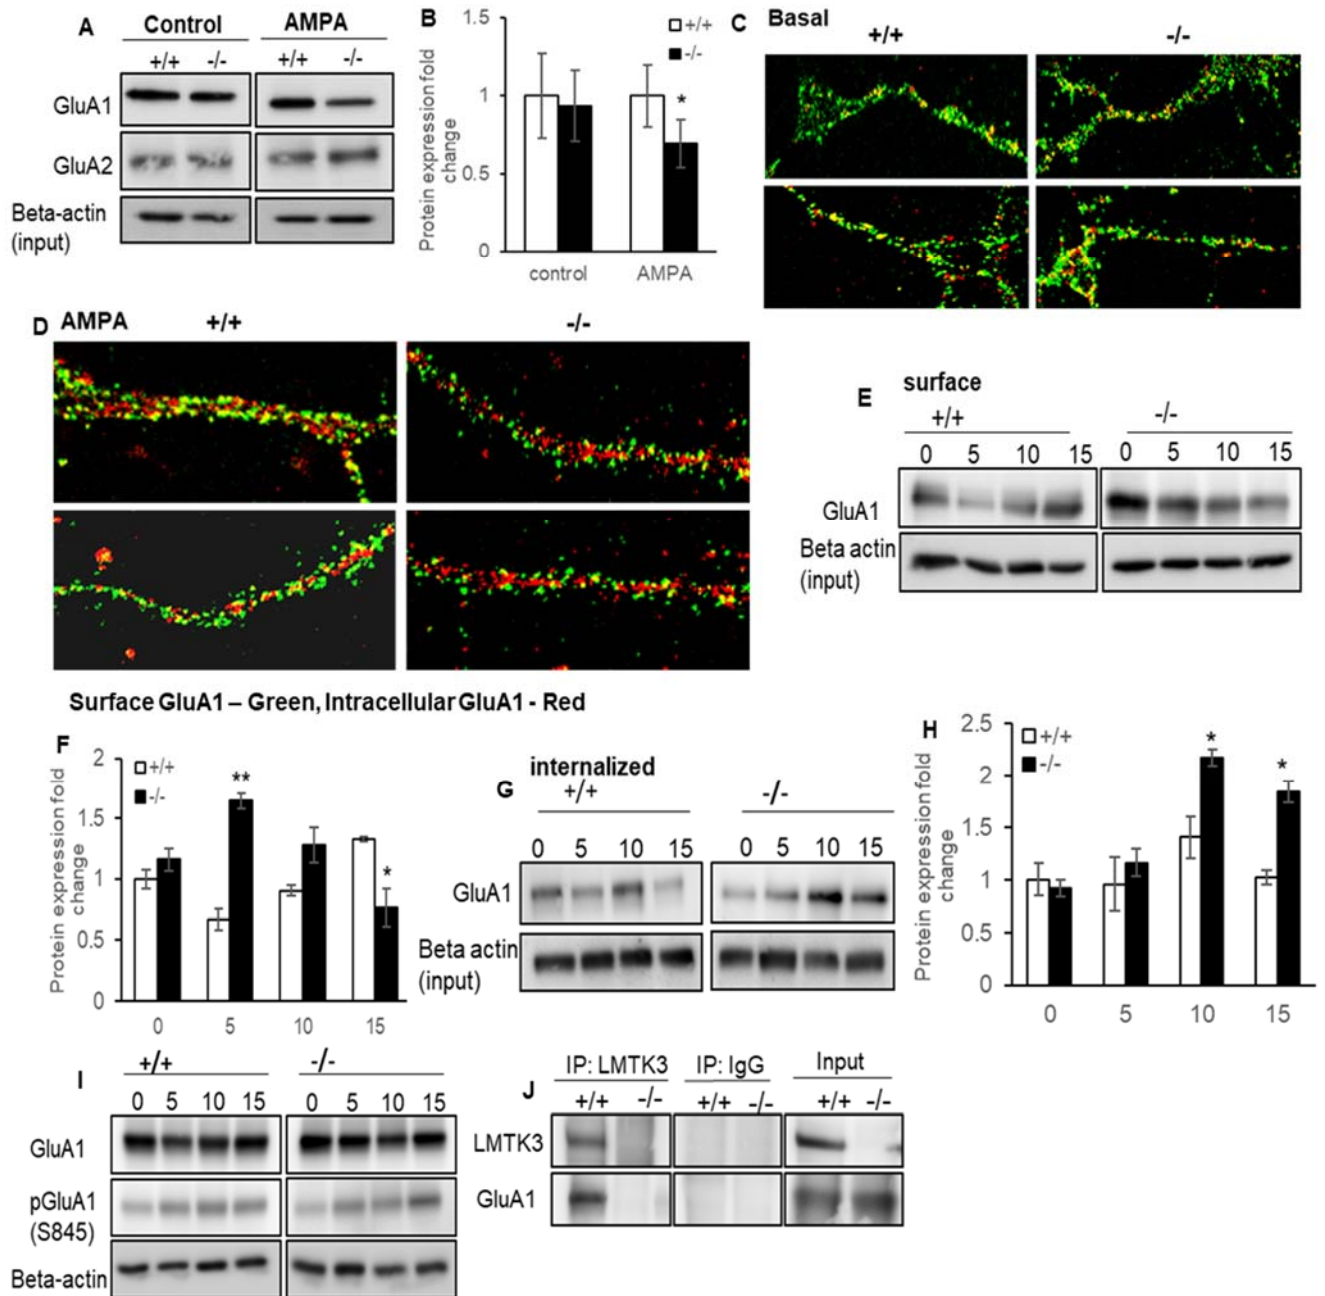 A Control AMPA
+/+ -/- +/+ -/-
GluA1
GluA2
Beta-actin
(input)
B
Protein expression fold
change
1.5
1
0.5
0
+/+
-/-
*
control AMPA
C Basal
+/+ -/-
D AMPA +/+ -/-
E surface
+/+ -/-
0 5 10 15 0 5 10 15
GluA1
Beta actin
(input)
Surface GluA1 – Green, Intracellular GluA1 - Red
F
Protein expression fold
change
2
1.5
1
0.5
0
+/+
-/-
**
*
0 5 10 15
G internalized
+/+ -/-
0 5 10 15 0 5 10 15
GluA1
Beta actin
(input)
H
Protein expression fold
change
2.5
2
1.5
1
0.5
0
+/+
-/-
* *
0 5 10 15
I +/+ -/-
0 5 10 15 0 5 10 15
GluA1
pGluA1
(S845)
Beta-actin
J IP: LMTK3 IP: IgG Input
+/+ -/- +/+ -/- +/+ -/-
LMTK3
GluA1